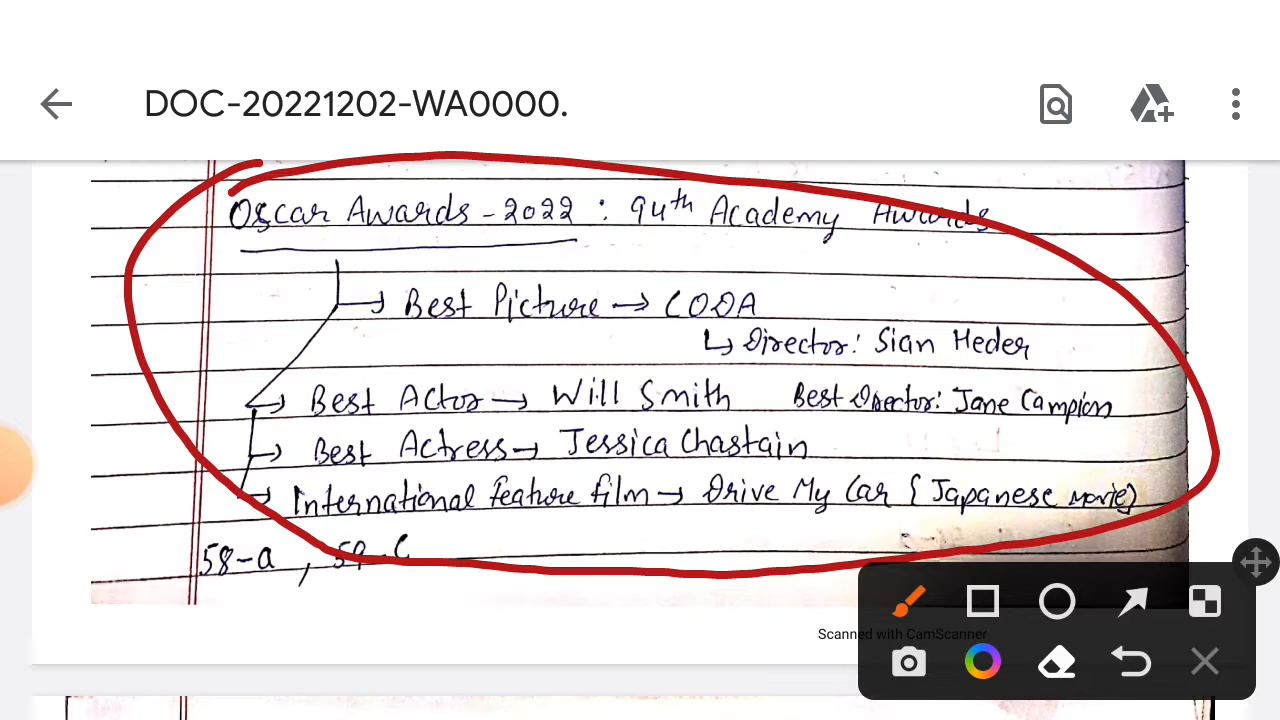 DOC-20221202-WA0000.
Oscar Awards - 2022 : 94th Academy Awards
Best Picture → CODA
↳ Director: Sian Heder
Best Actor → Will Smith Best Director: Jane Campion
Best Actress → Jessica Chastain
International feature film → Drive My Car { Japanese movie}
58-a , 59-c
Scanned with CamScanner